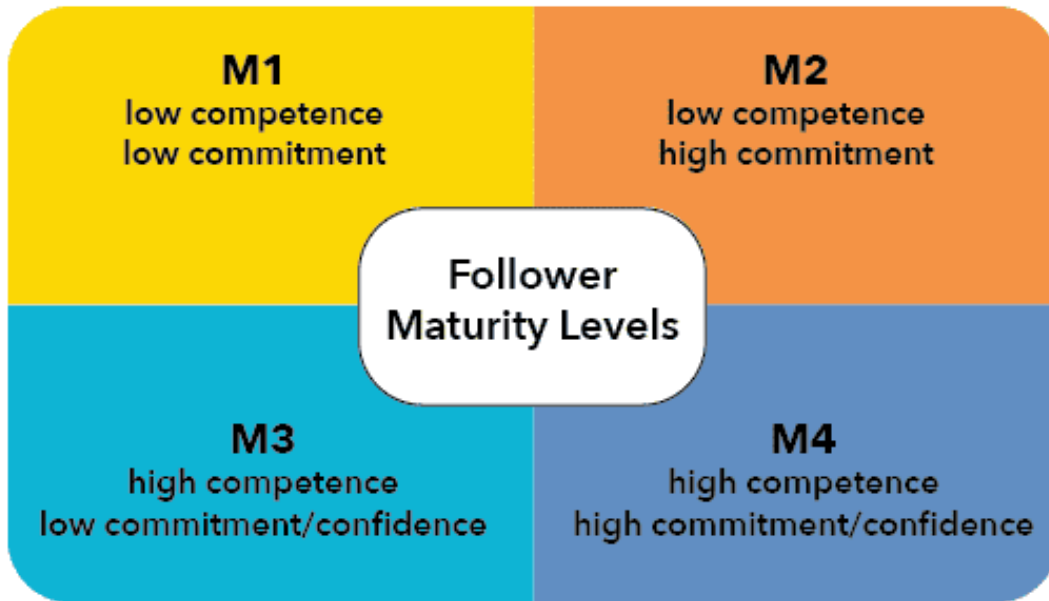 M1
low competence
low commitment
M2
low competence
high commitment
Follower
Maturity Levels
M3
high competence
low commitment/confidence
M4
high competence
high commitment/confidence